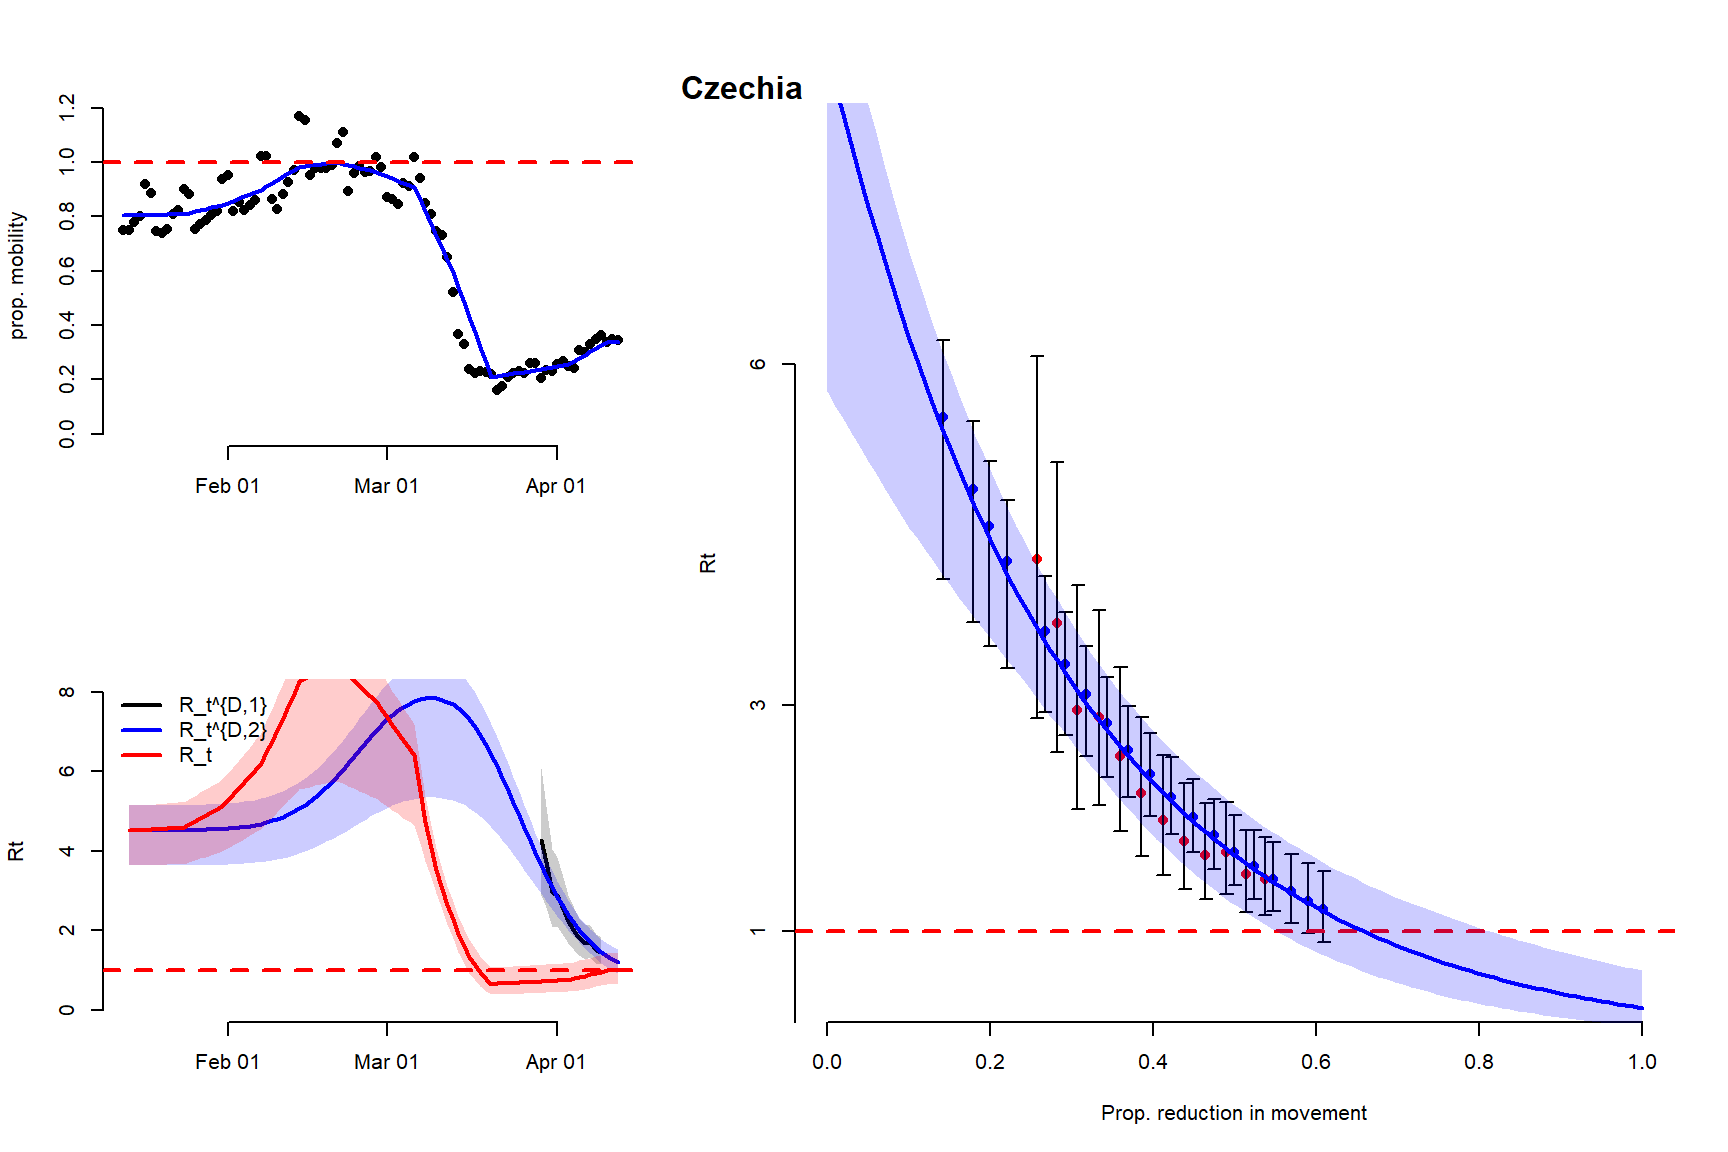 Czechia
prop. mobility
1.2
1.0
0.8
0.6
0.4
0.2
0.0
Feb 01 Mar 01 Apr 01
Rt
8
6
4
2
0
R_t^{D,1}
R_t^{D,2}
R_t
Feb 01 Mar 01 Apr 01
Rt
6
3
1
0.0 0.2 0.4 0.6 0.8 1.0
Prop. reduction in movement